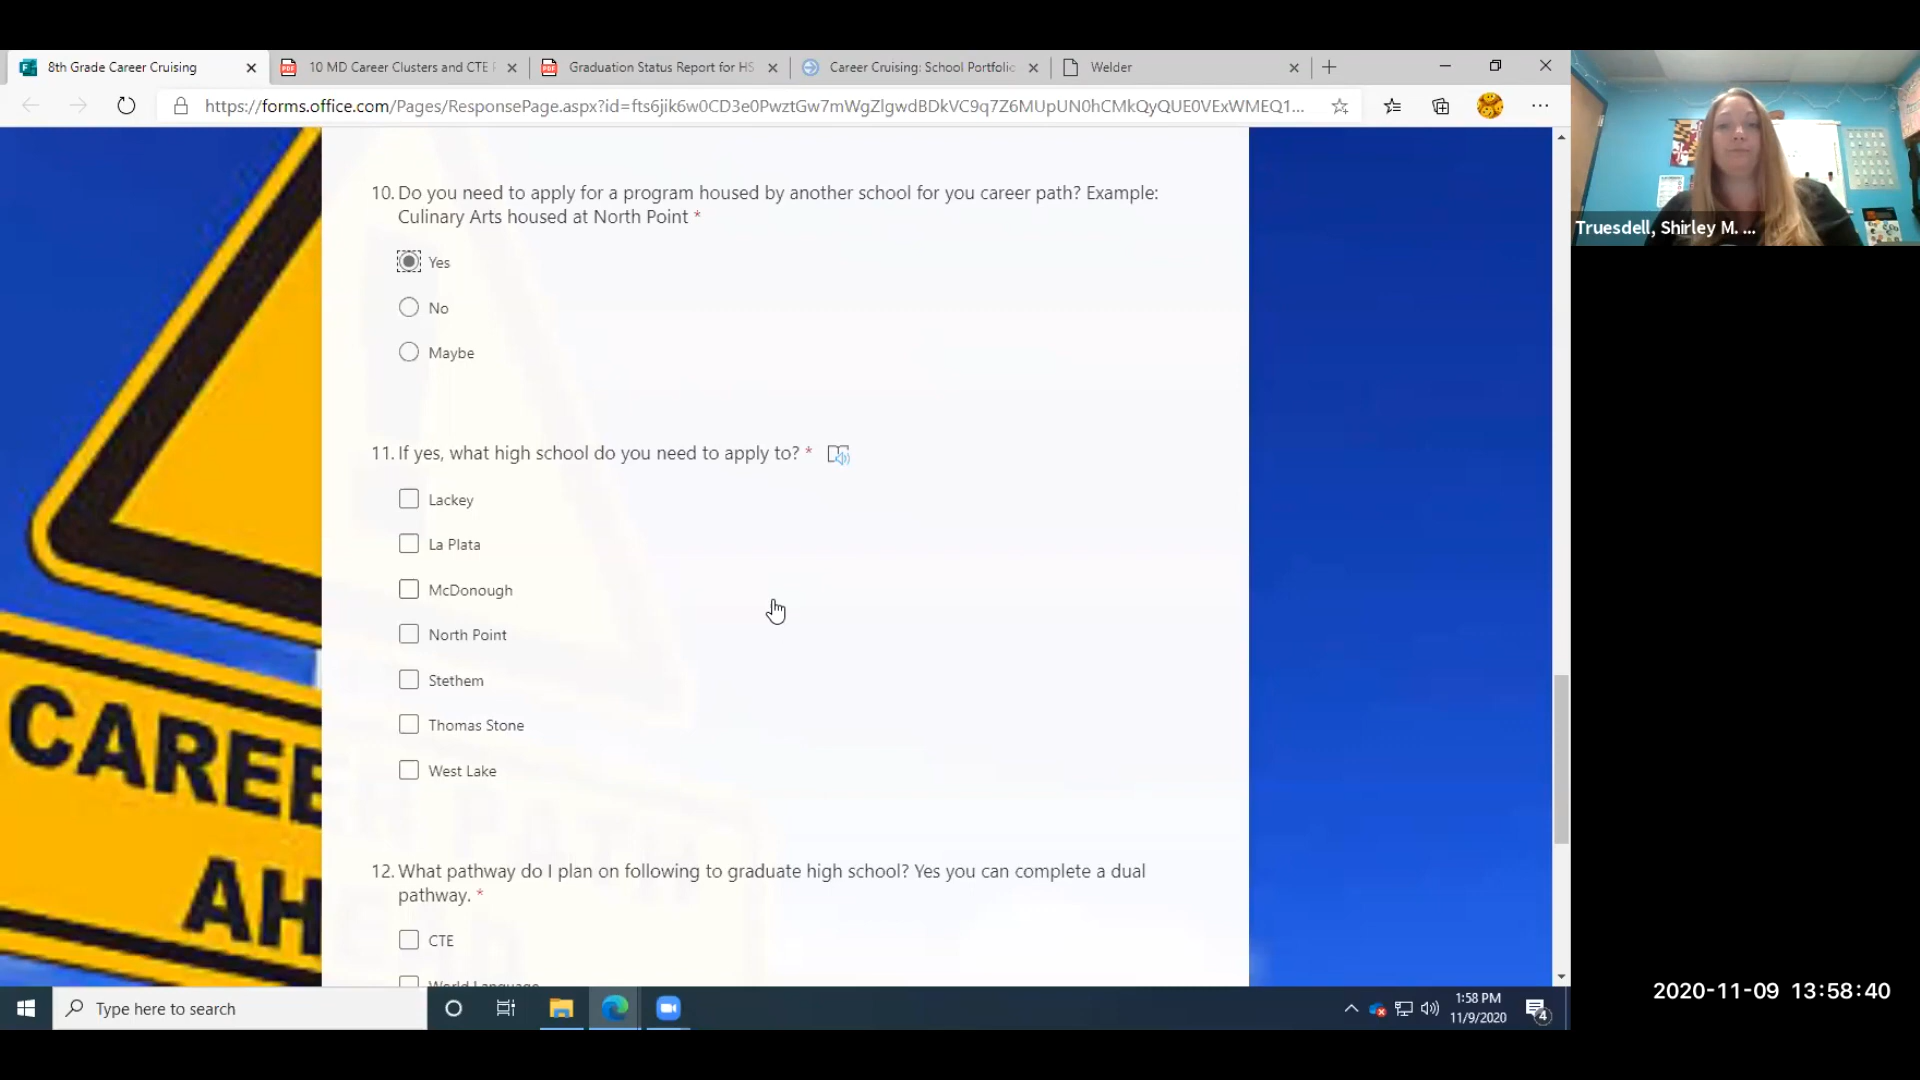 8th Grade Career Cruising
10 MD Career Clusters and CTE
Graduation Status Report for HS
Career Cruising: School Portfolio
Welder
https://forms.office.com/Pages/ResponsePage.aspx?id=fts6jik6w0CD3e0PwztGw7mWgZlgwdBDkVC9q7Z6MUpUN0hCMkQyQUE0VExWMEQ1...
Truesdell, Shirley M. ...
10. Do you need to apply for a program housed by another school for you career path? Example:
Culinary Arts housed at North Point *
Yes
No
Maybe
11. If yes, what high school do you need to apply to? *
Lackey
La Plata
McDonough
North Point
Stethem
Thomas Stone
West Lake
12. What pathway do I plan on following to graduate high school? Yes you can complete a dual
pathway. *
CTE
World Language
CAREE
AH
Type here to search
1:58 PM
11/9/2020
4
2020-11-09 13:58:40